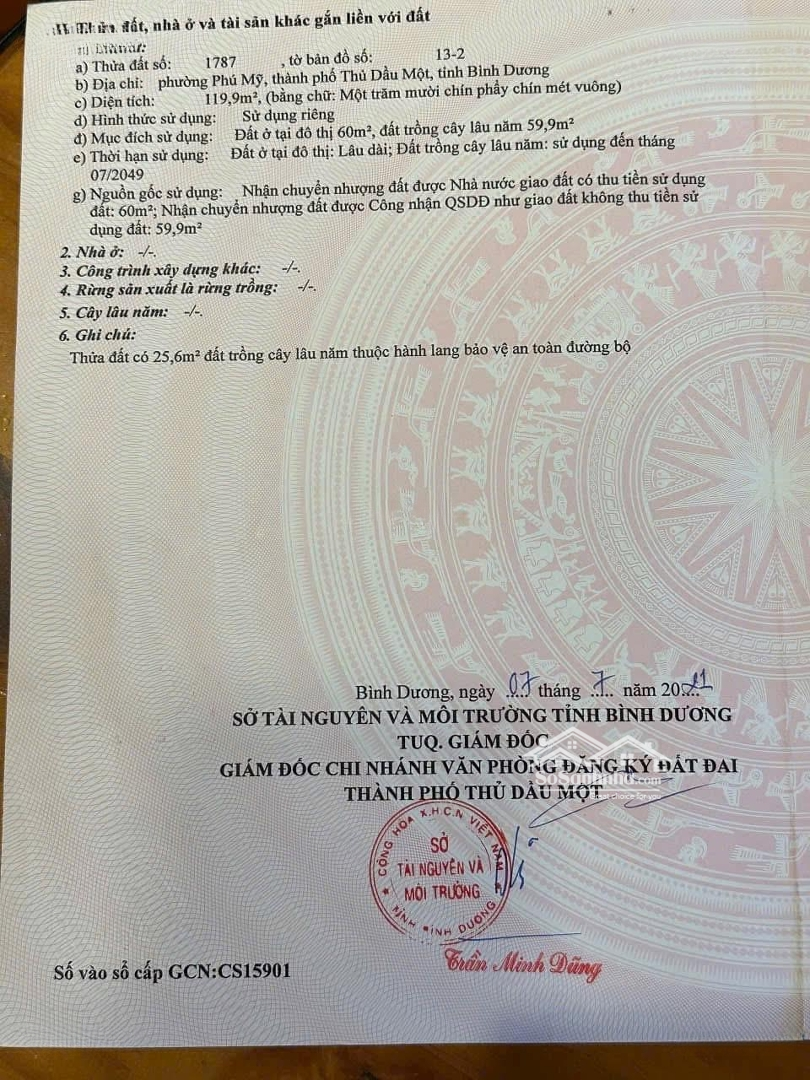 Thửa đất, nhà ở và tài sản khác gắn liền với đất
a) Thửa đất số: 1787 , tờ bản đồ số: 13-2
b) Địa chỉ: phường Phú Mỹ, thành phố Thủ Dầu Một, tỉnh Bình Dương
c) Diện tích: 119,9m², (bằng chữ: Một trăm mười chín phẩy chín mét vuông)
d) Hình thức sử dụng: Sử dụng riêng
đ) Mục đích sử dụng: Đất ở tại đô thị 60m², đất trồng cây lâu năm 59,9m²
e) Thời hạn sử dụng: Đất ở tại đô thị: Lâu dài; Đất trồng cây lâu năm: sử dụng đến tháng
07/2049
g) Nguồn gốc sử dụng: Nhận chuyển nhượng đất được Nhà nước giao đất có thu tiền sử dụng
đất: 60m²; Nhận chuyển nhượng đất được Công nhận QSDĐ như giao đất không thu tiền sử
dụng đất: 59,9m²
2. Nhà ở: -/-.
3. Công trình xây dựng khác: -/-.
4. Rừng sản xuất là rừng trồng: -/-.
5. Cây lâu năm: -/-.
6. Ghi chú:
Thửa đất có 25,6m² đất trồng cây lâu năm thuộc hành lang bảo vệ an toàn đường bộ
Bình Dương, ngày 07 tháng 7 năm 2021
SỞ TÀI NGUYÊN VÀ MÔI TRƯỜNG TỈNH BÌNH DƯƠNG
TUQ. GIÁM ĐỐC
GIÁM ĐỐC CHI NHÁNH VĂN PHÒNG ĐĂNG KÝ ĐẤT ĐAI
THÀNH PHỐ THỦ DẦU MỘT
CỘNG HÒA X.H.C.N VIỆT NAM
SỞ
TÀI NGUYÊN VÀ
MÔI TRƯỜNG
TỈNH BÌNH DƯƠNG
Trần Minh Dũng
Số vào sổ cấp GCN:CS15901